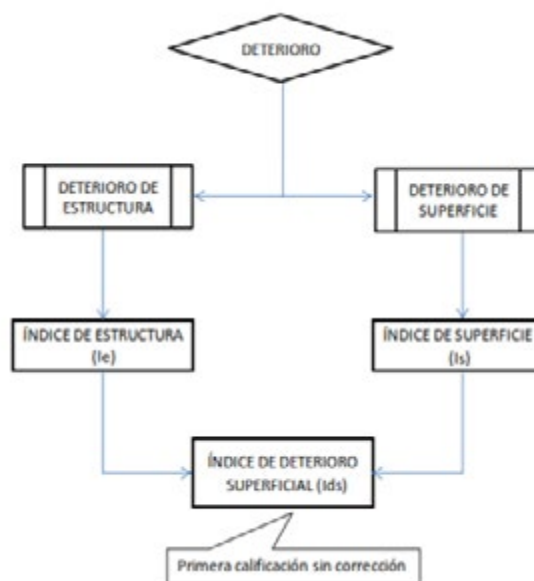 DETERIORO
DETERIORO DE
ESTRUCTURA
DETERIORO DE
SUPERFICIE
ÍNDICE DE ESTRUCTURA
(Ie)
ÍNDICE DE SUPERFICIE
(Is)
ÍNDICE DE DETERIORO
SUPERFICIAL (Ids)
Primera calificación sin corrección